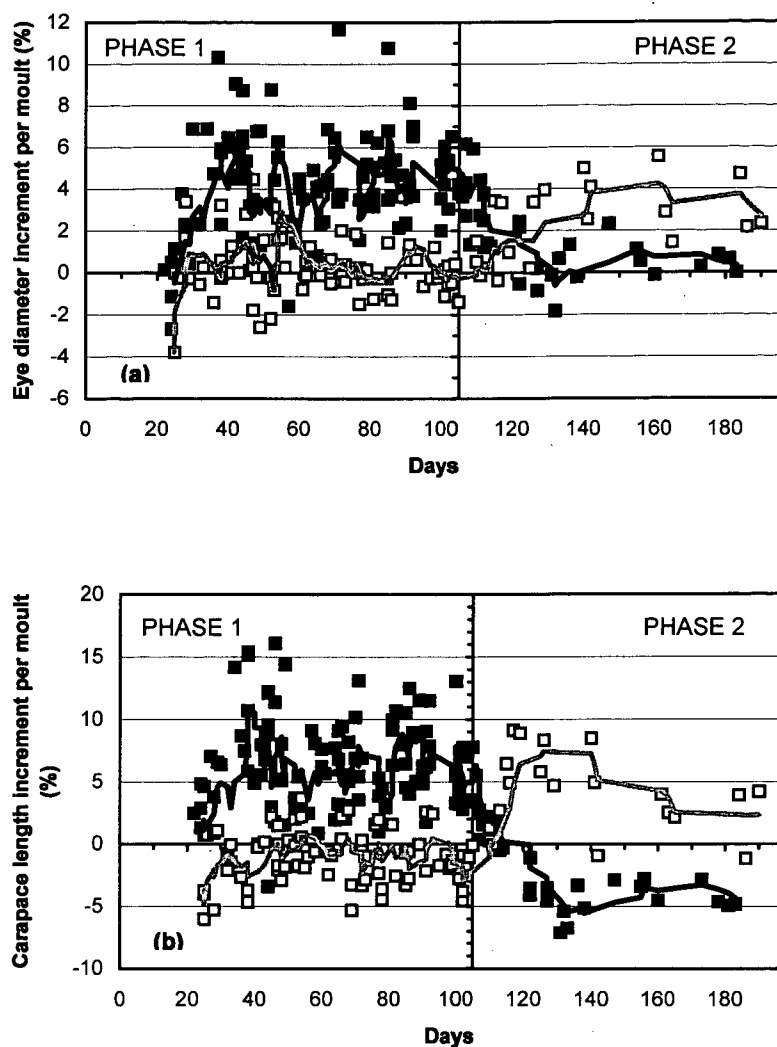 Eye diameter increment per moult (%)
12
10
8
6
4
2
0
-2
-4
-6
PHASE 1
PHASE 2
(a)
0 20 40 60 80 100 120 140 160 180
Days
Carapace length increment per moult (%)
20
15
10
5
0
-5
-10
PHASE 1
PHASE 2
(b)
0 20 40 60 80 100 120 140 160 180
Days